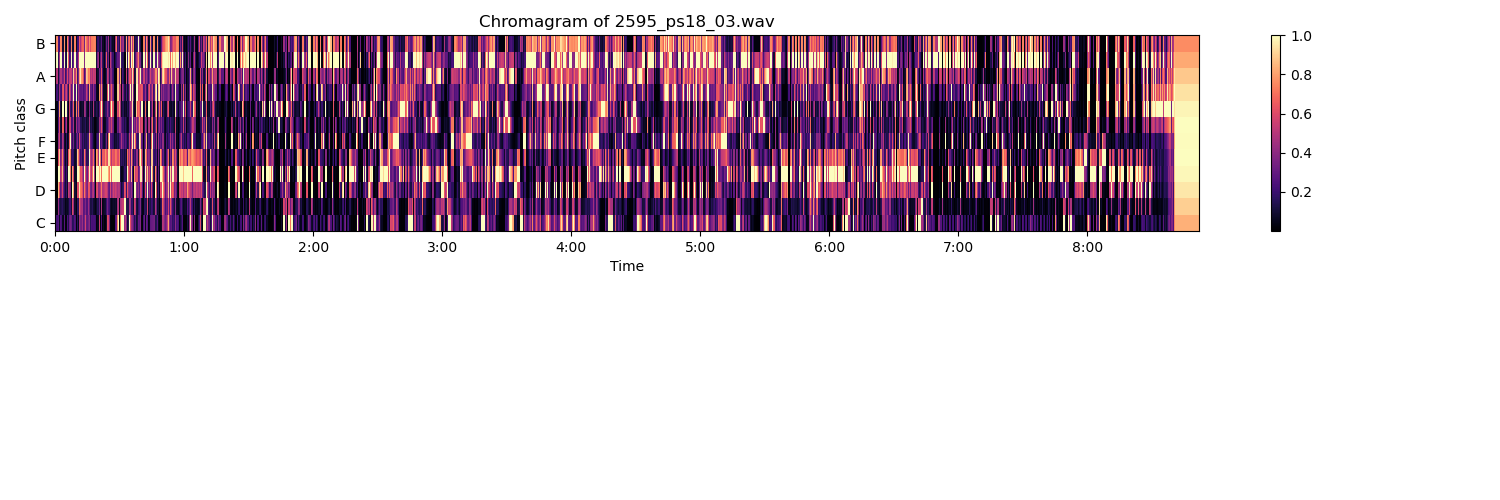 Chromagram of 2595_ps18_03.wav
B
A
G
F
E
D
C
Pitch class
0:00 1:00 2:00 3:00 4:00 5:00 6:00 7:00 8:00
Time
1.0
0.8
0.6
0.4
0.2